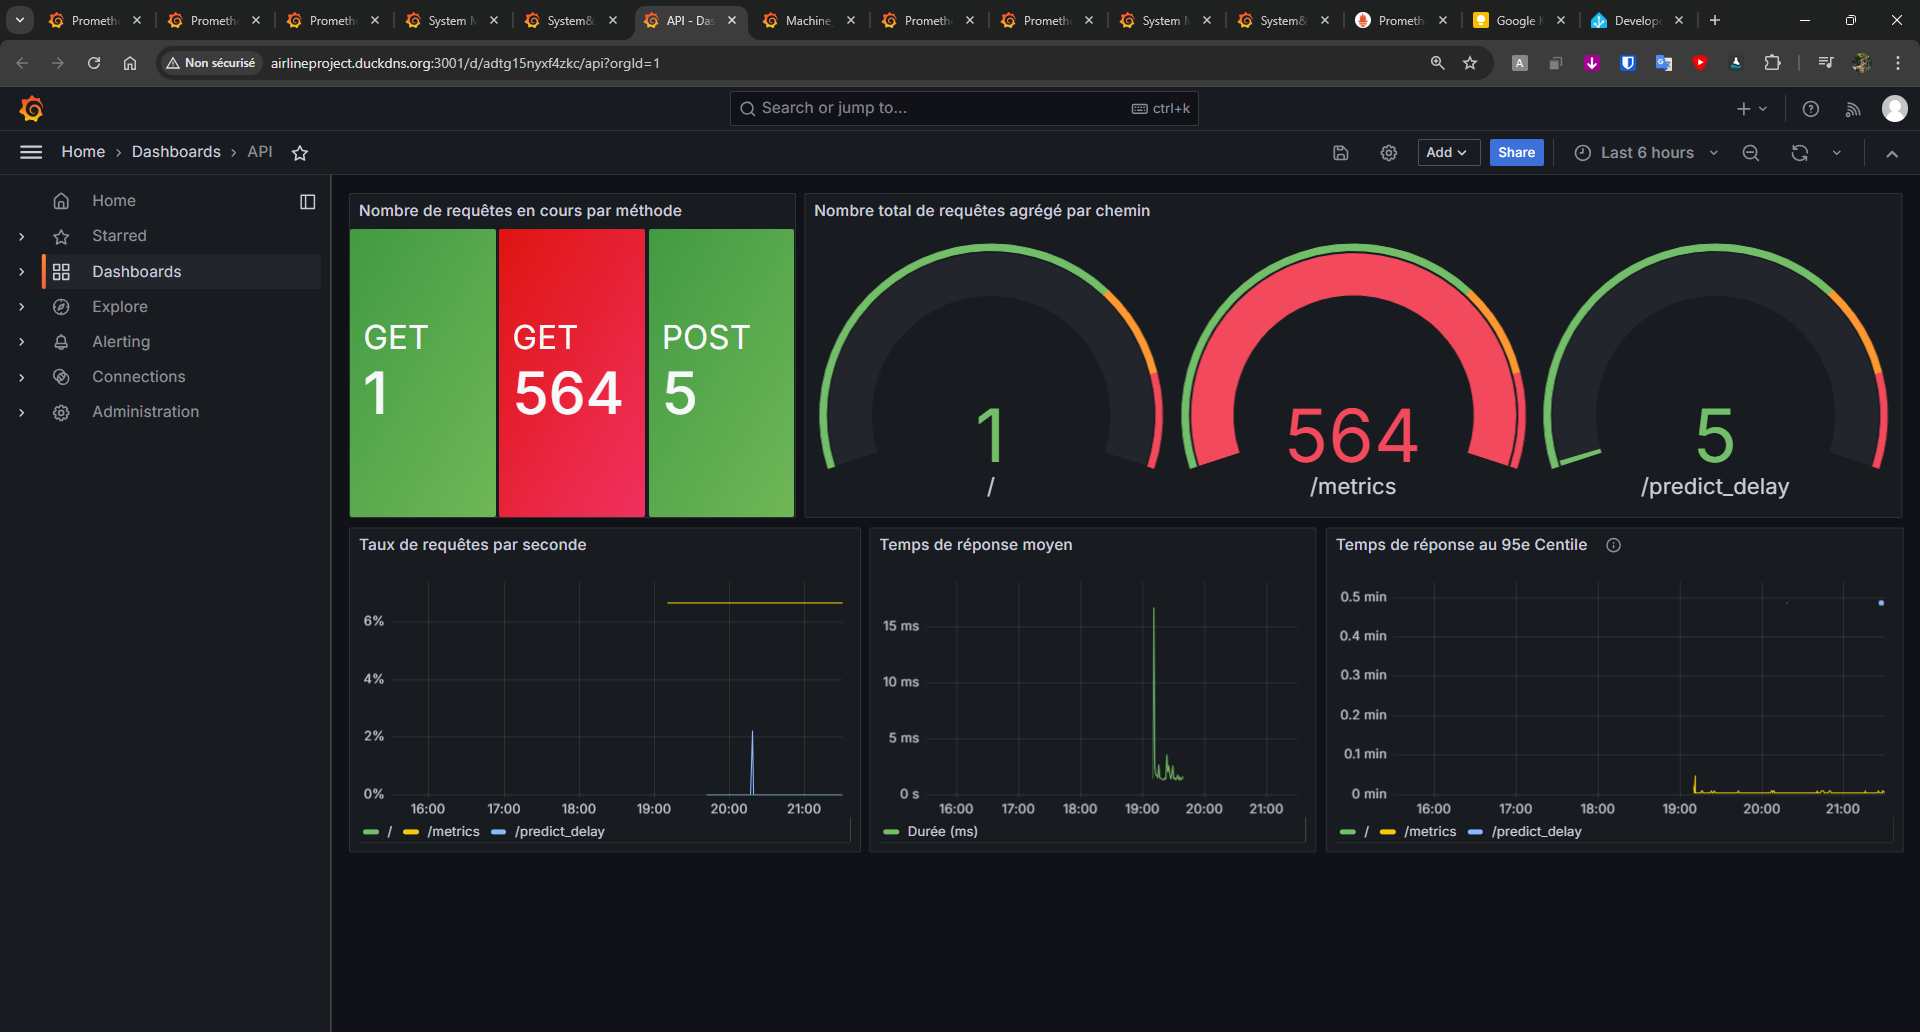 Prometh
Prometh
Prometh
System M
System&
API - Das
Machine_
Prometh
Prometh
System M
System&
Prometh
Google K
Develop
Non sécurisé
airlineproject.duckdns.org:3001/d/adtg15nyxf4zkc/api?orgId=1
Search or jump to...
ctrl+k
Home › Dashboards › API
Add
Share
Last 6 hours
Home
Starred
Dashboards
Explore
Alerting
Connections
Administration
Nombre de requêtes en cours par méthode
GET
1
GET
564
POST
5
Nombre total de requêtes agrégé par chemin
1
/
564
/metrics
5
/predict_delay
Taux de requêtes par seconde
6%
4%
2%
0%
16:00 17:00 18:00 19:00 20:00 21:00
/ /metrics /predict_delay
Temps de réponse moyen
15 ms
10 ms
5 ms
0 s
16:00 17:00 18:00 19:00 20:00 21:00
Durée (ms)
Temps de réponse au 95e Centile
0.5 min
0.4 min
0.3 min
0.2 min
0.1 min
0 min
16:00 17:00 18:00 19:00 20:00 21:00
/ /metrics /predict_delay